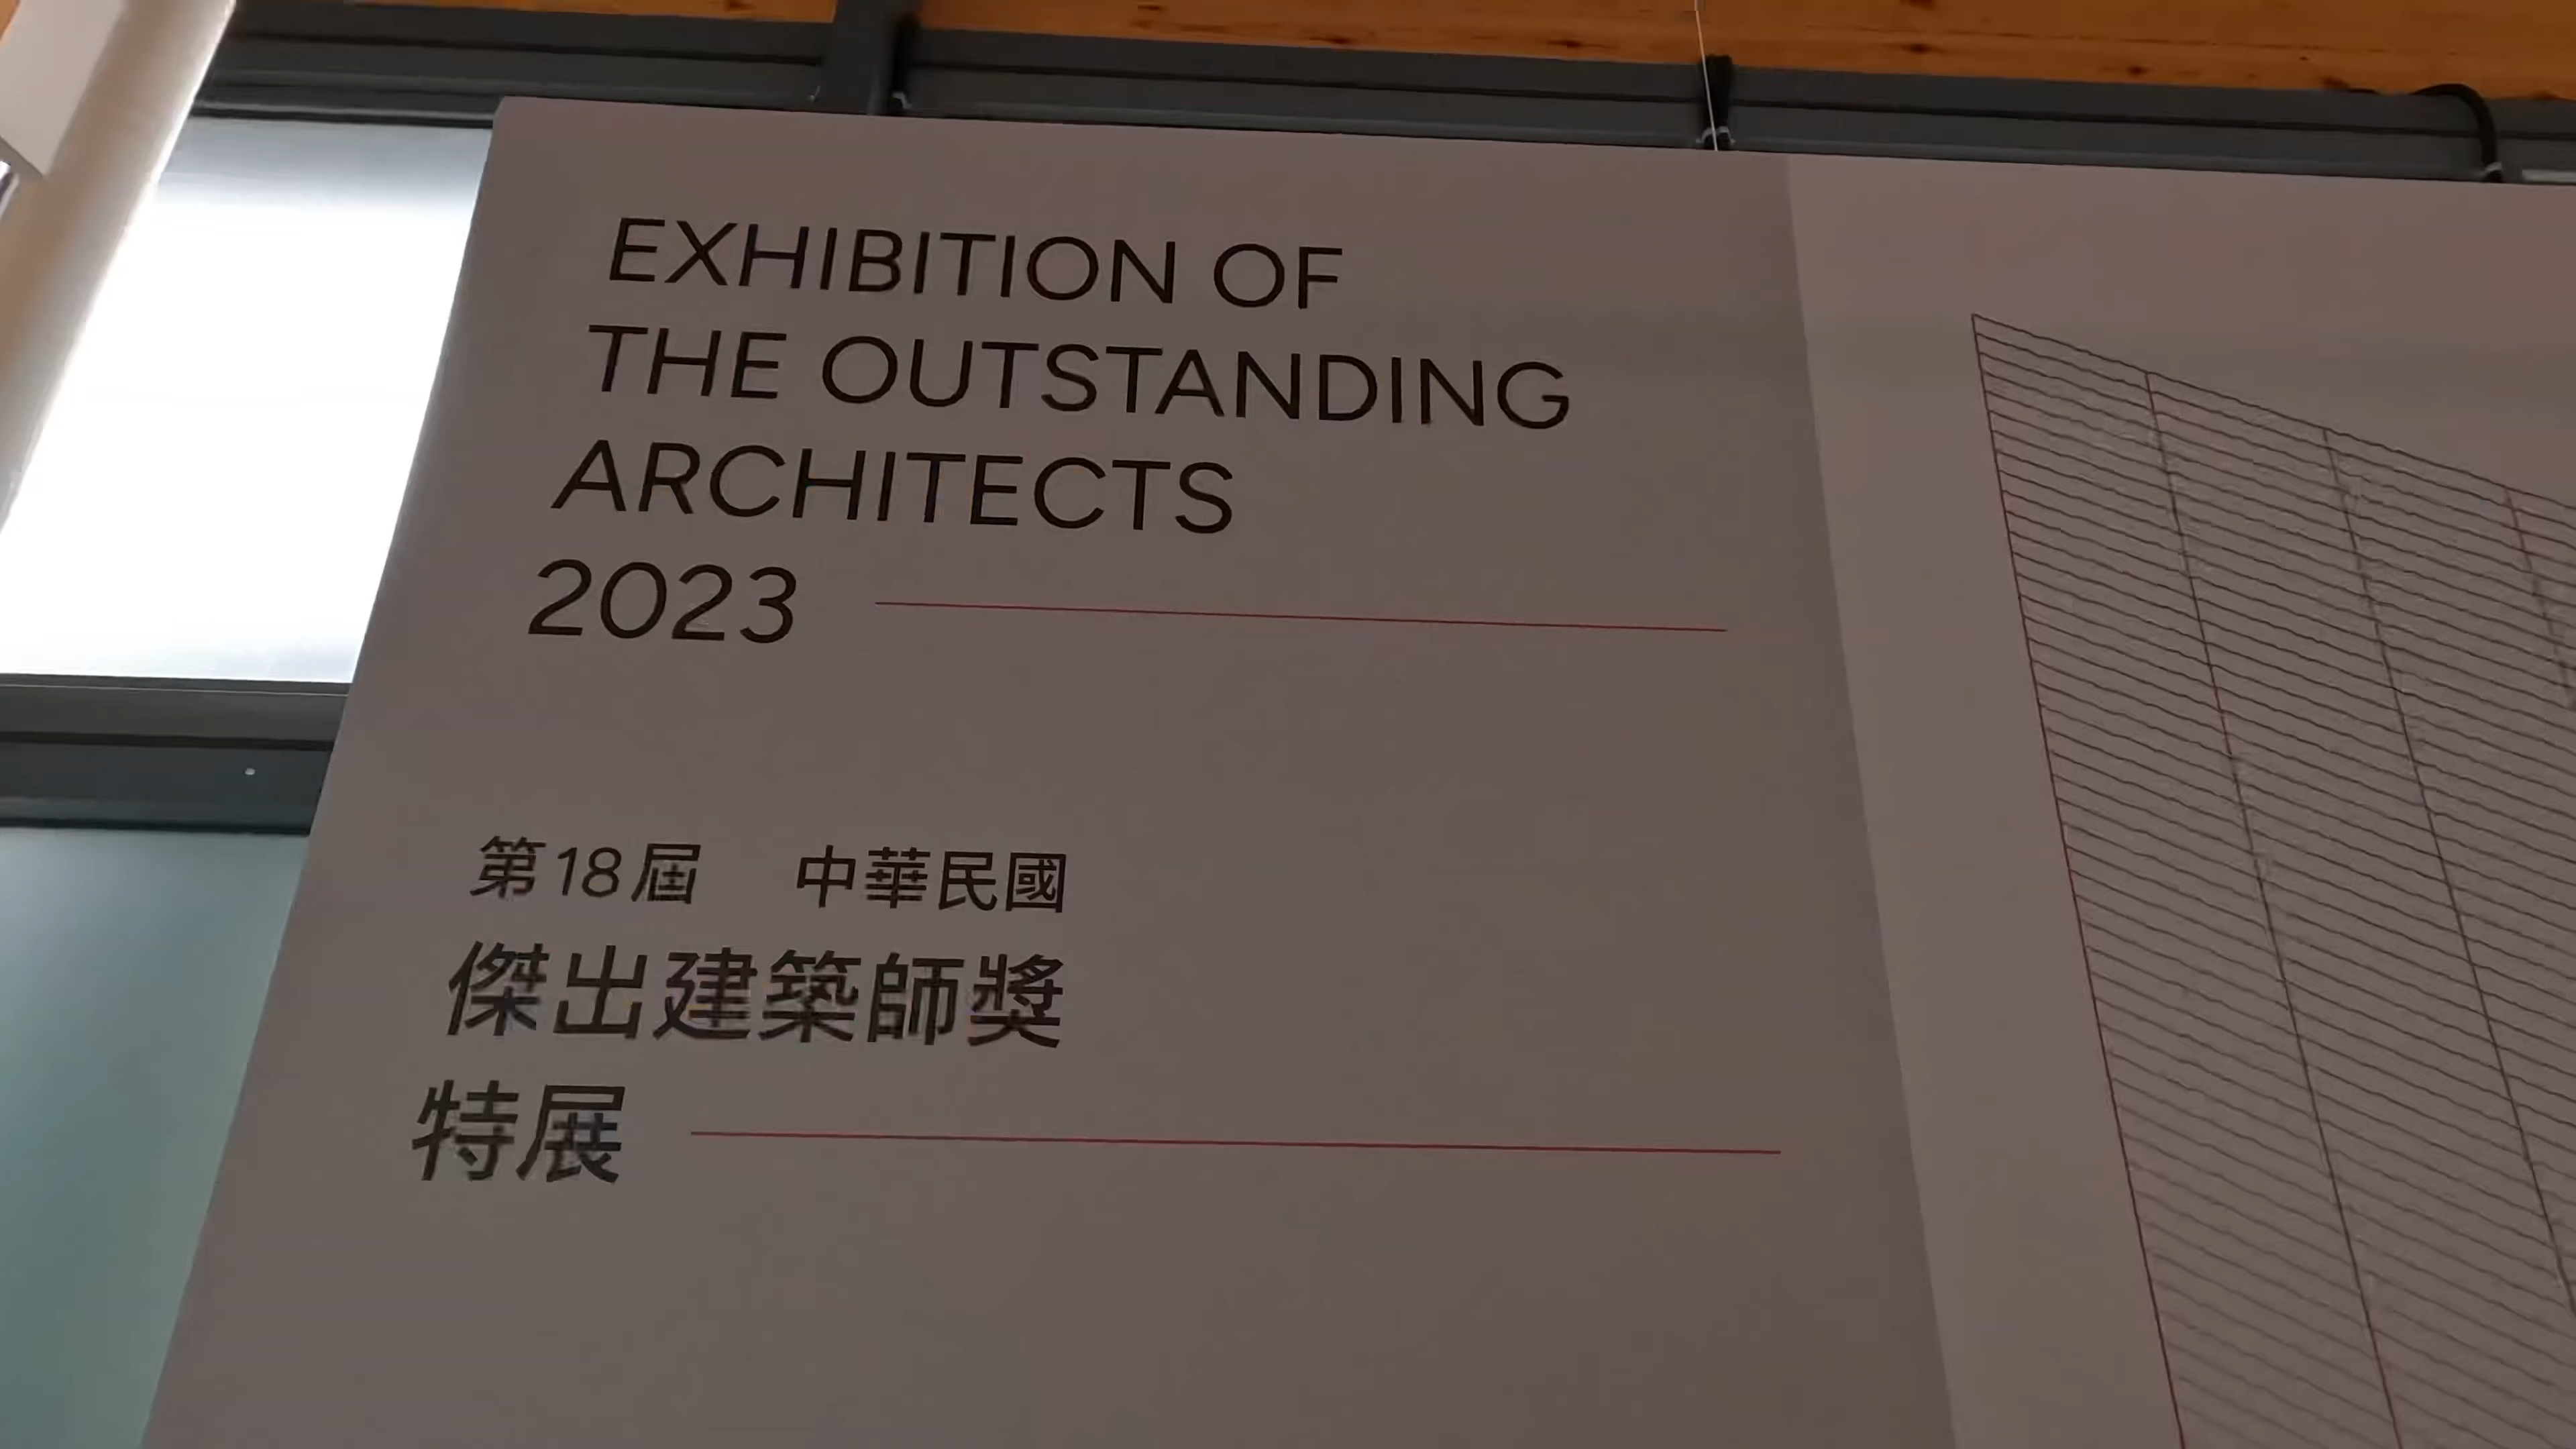 EXHIBITION OF
THE OUTSTANDING
ARCHITECTS
2023
第18屆 中華民國
傑出建築師獎
特展